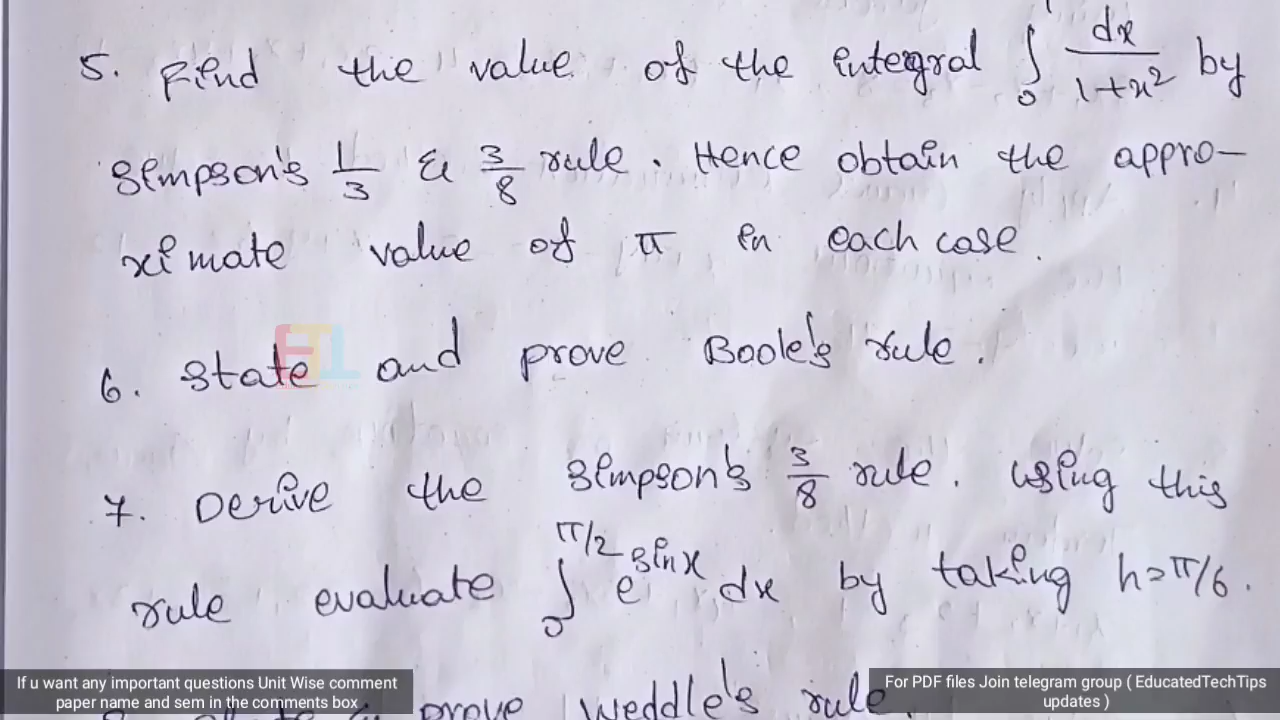 5. Find the value of the integral ∫₀¹ dx/(1+x²) by
Simpson's 1/3 & 3/8 rule. Hence obtain the appro-
ximate value of π in each case.
6. State and prove Boole's rule.
7. Derive the Simpson's 3/8 rule. Using this
rule evaluate ∫₀^(π/2) e^(sinx) dx by taking h=π/6.
prove Weddle's rule.
If u want any important questions Unit Wise comment
paper name and sem in the comments box
For PDF files Join telegram group ( EducatedTechTips
updates )